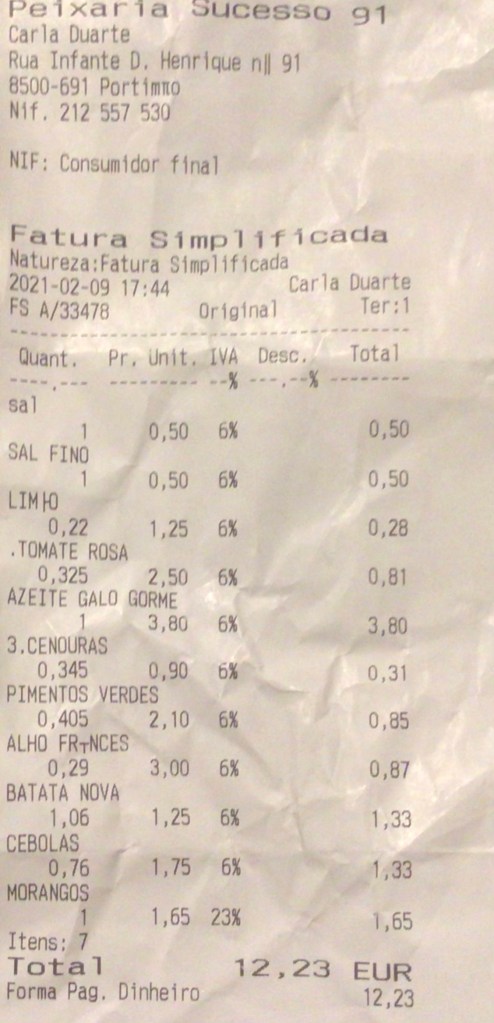 Peixaria Sucesso 91
Carla Duarte
Rua Infante D. Henrique n║ 91
8500-691 Portimπo
Nif. 212 557 530
NIF: Consumidor final
Fatura Simplificada
Natureza:Fatura Simplificada
2021-02-09 17:44 Carla Duarte
FS A/33478 Original Ter:1
Quant. Pr. Unit. IVA Desc. Total
----.--- --------- --% ---.--% --------
sal
1 0,50 6% 0,50
SAL FINO
1 0,50 6% 0,50
LIM├O
0,22 1,25 6% 0,28
.TOMATE ROSA
0,325 2,50 6% 0,81
AZEITE GALO GORME
1 3,80 6% 3,80
3.CENOURAS
0,345 0,90 6% 0,31
PIMENTOS VERDES
0,405 2,10 6% 0,85
ALHO FR┬NCES
0,29 3,00 6% 0,87
BATATA NOVA
1,06 1,25 6% 1,33
CEBOLAS
0,76 1,75 6% 1,33
MORANGOS
1 1,65 23% 1,65
Itens: 7
Total 12,23 EUR
Forma Pag. Dinheiro 12,23